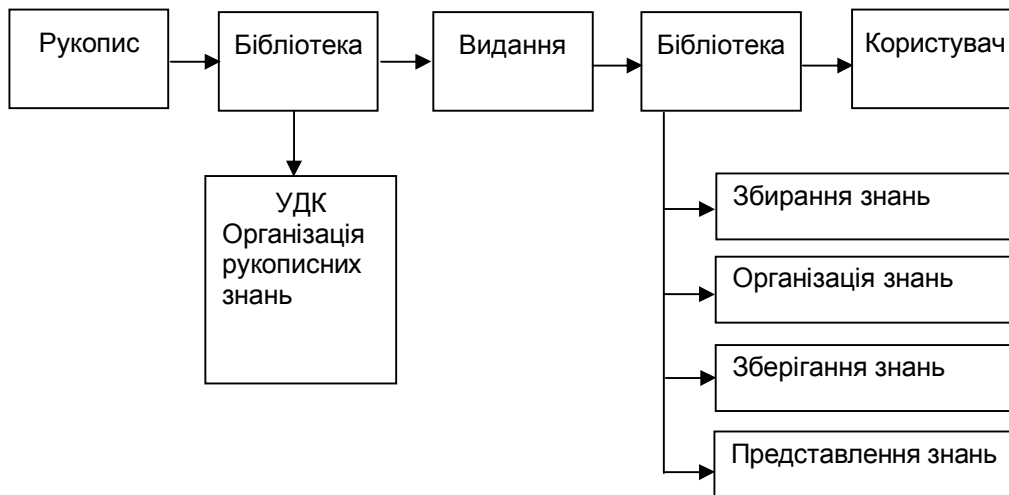 Рукопис
Бібліотека
Видання
Бібліотека
Користувач
УДК
Організація
рукописних
знань
Збирання знань
Організація знань
Зберігання знань
Представлення знань